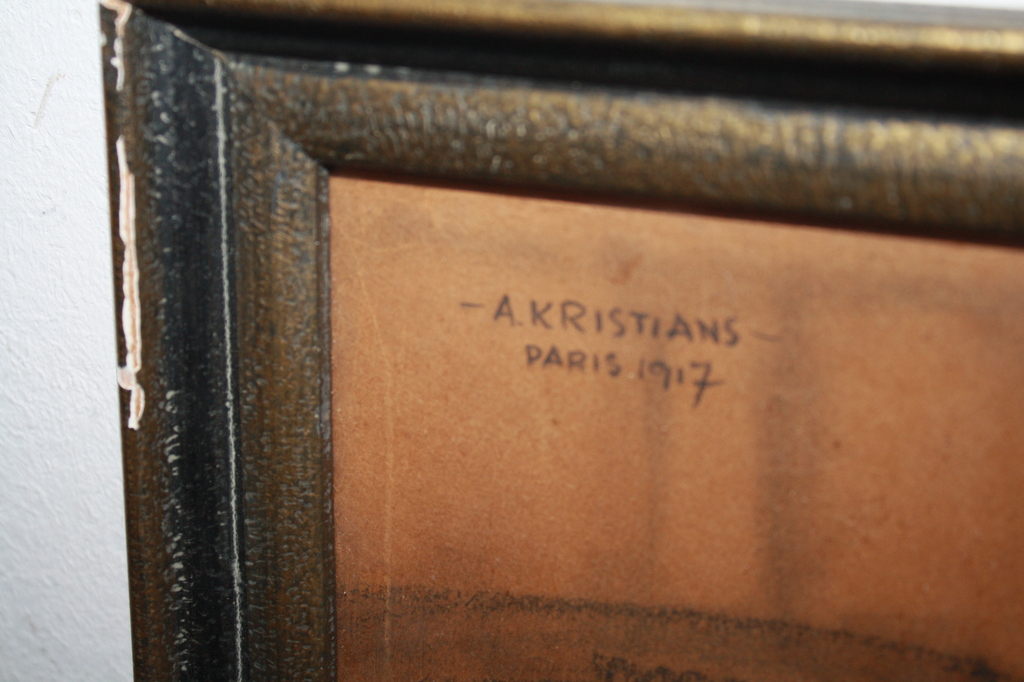 - A. KRISTIANS -
PARIS. 1917